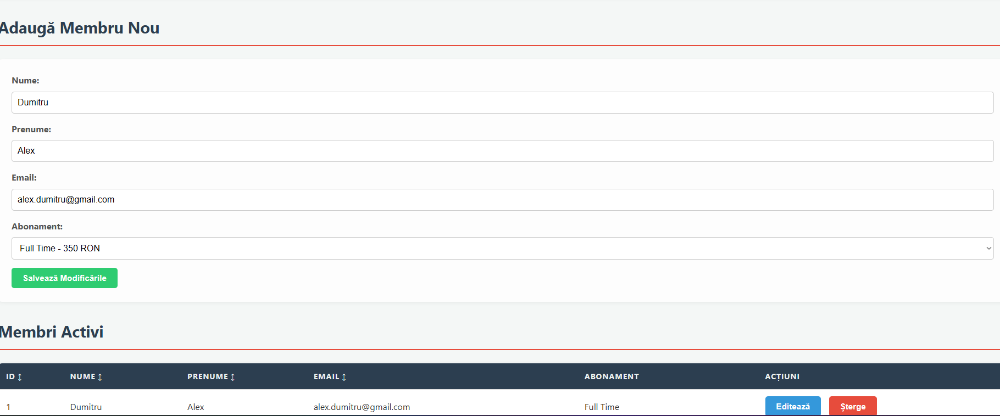 Adaugă Membru Nou
Nume:
Dumitru
Prenume:
Alex
Email:
alex.dumitru@gmail.com
Abonament:
Full Time - 350 RON
Salvează Modificările
Membri Activi
ID ↕ NUME ↕ PRENUME ↕ EMAIL ↕ ABONAMENT ACȚIUNI
1 Dumitru Alex alex.dumitru@gmail.com Full Time Editează Șterge